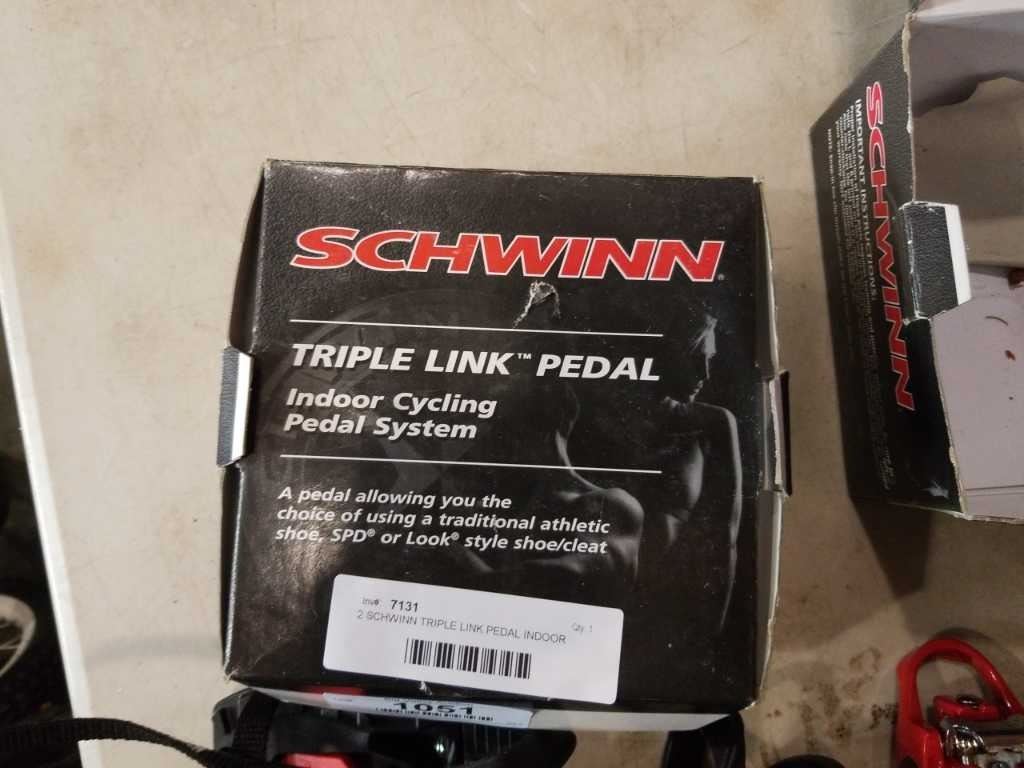 SCHWINN
TRIPLE LINK™ PEDAL
Indoor Cycling
Pedal System
A pedal allowing you the
choice of using a traditional athletic
shoe, SPD® or Look® style shoe/cleat
Inv#: 7131 Qty: 1
2 SCHWINN TRIPLE LINK PEDAL INDOOR
1051
SCHWINN
IMPORTANT INSTRUCTIONS!